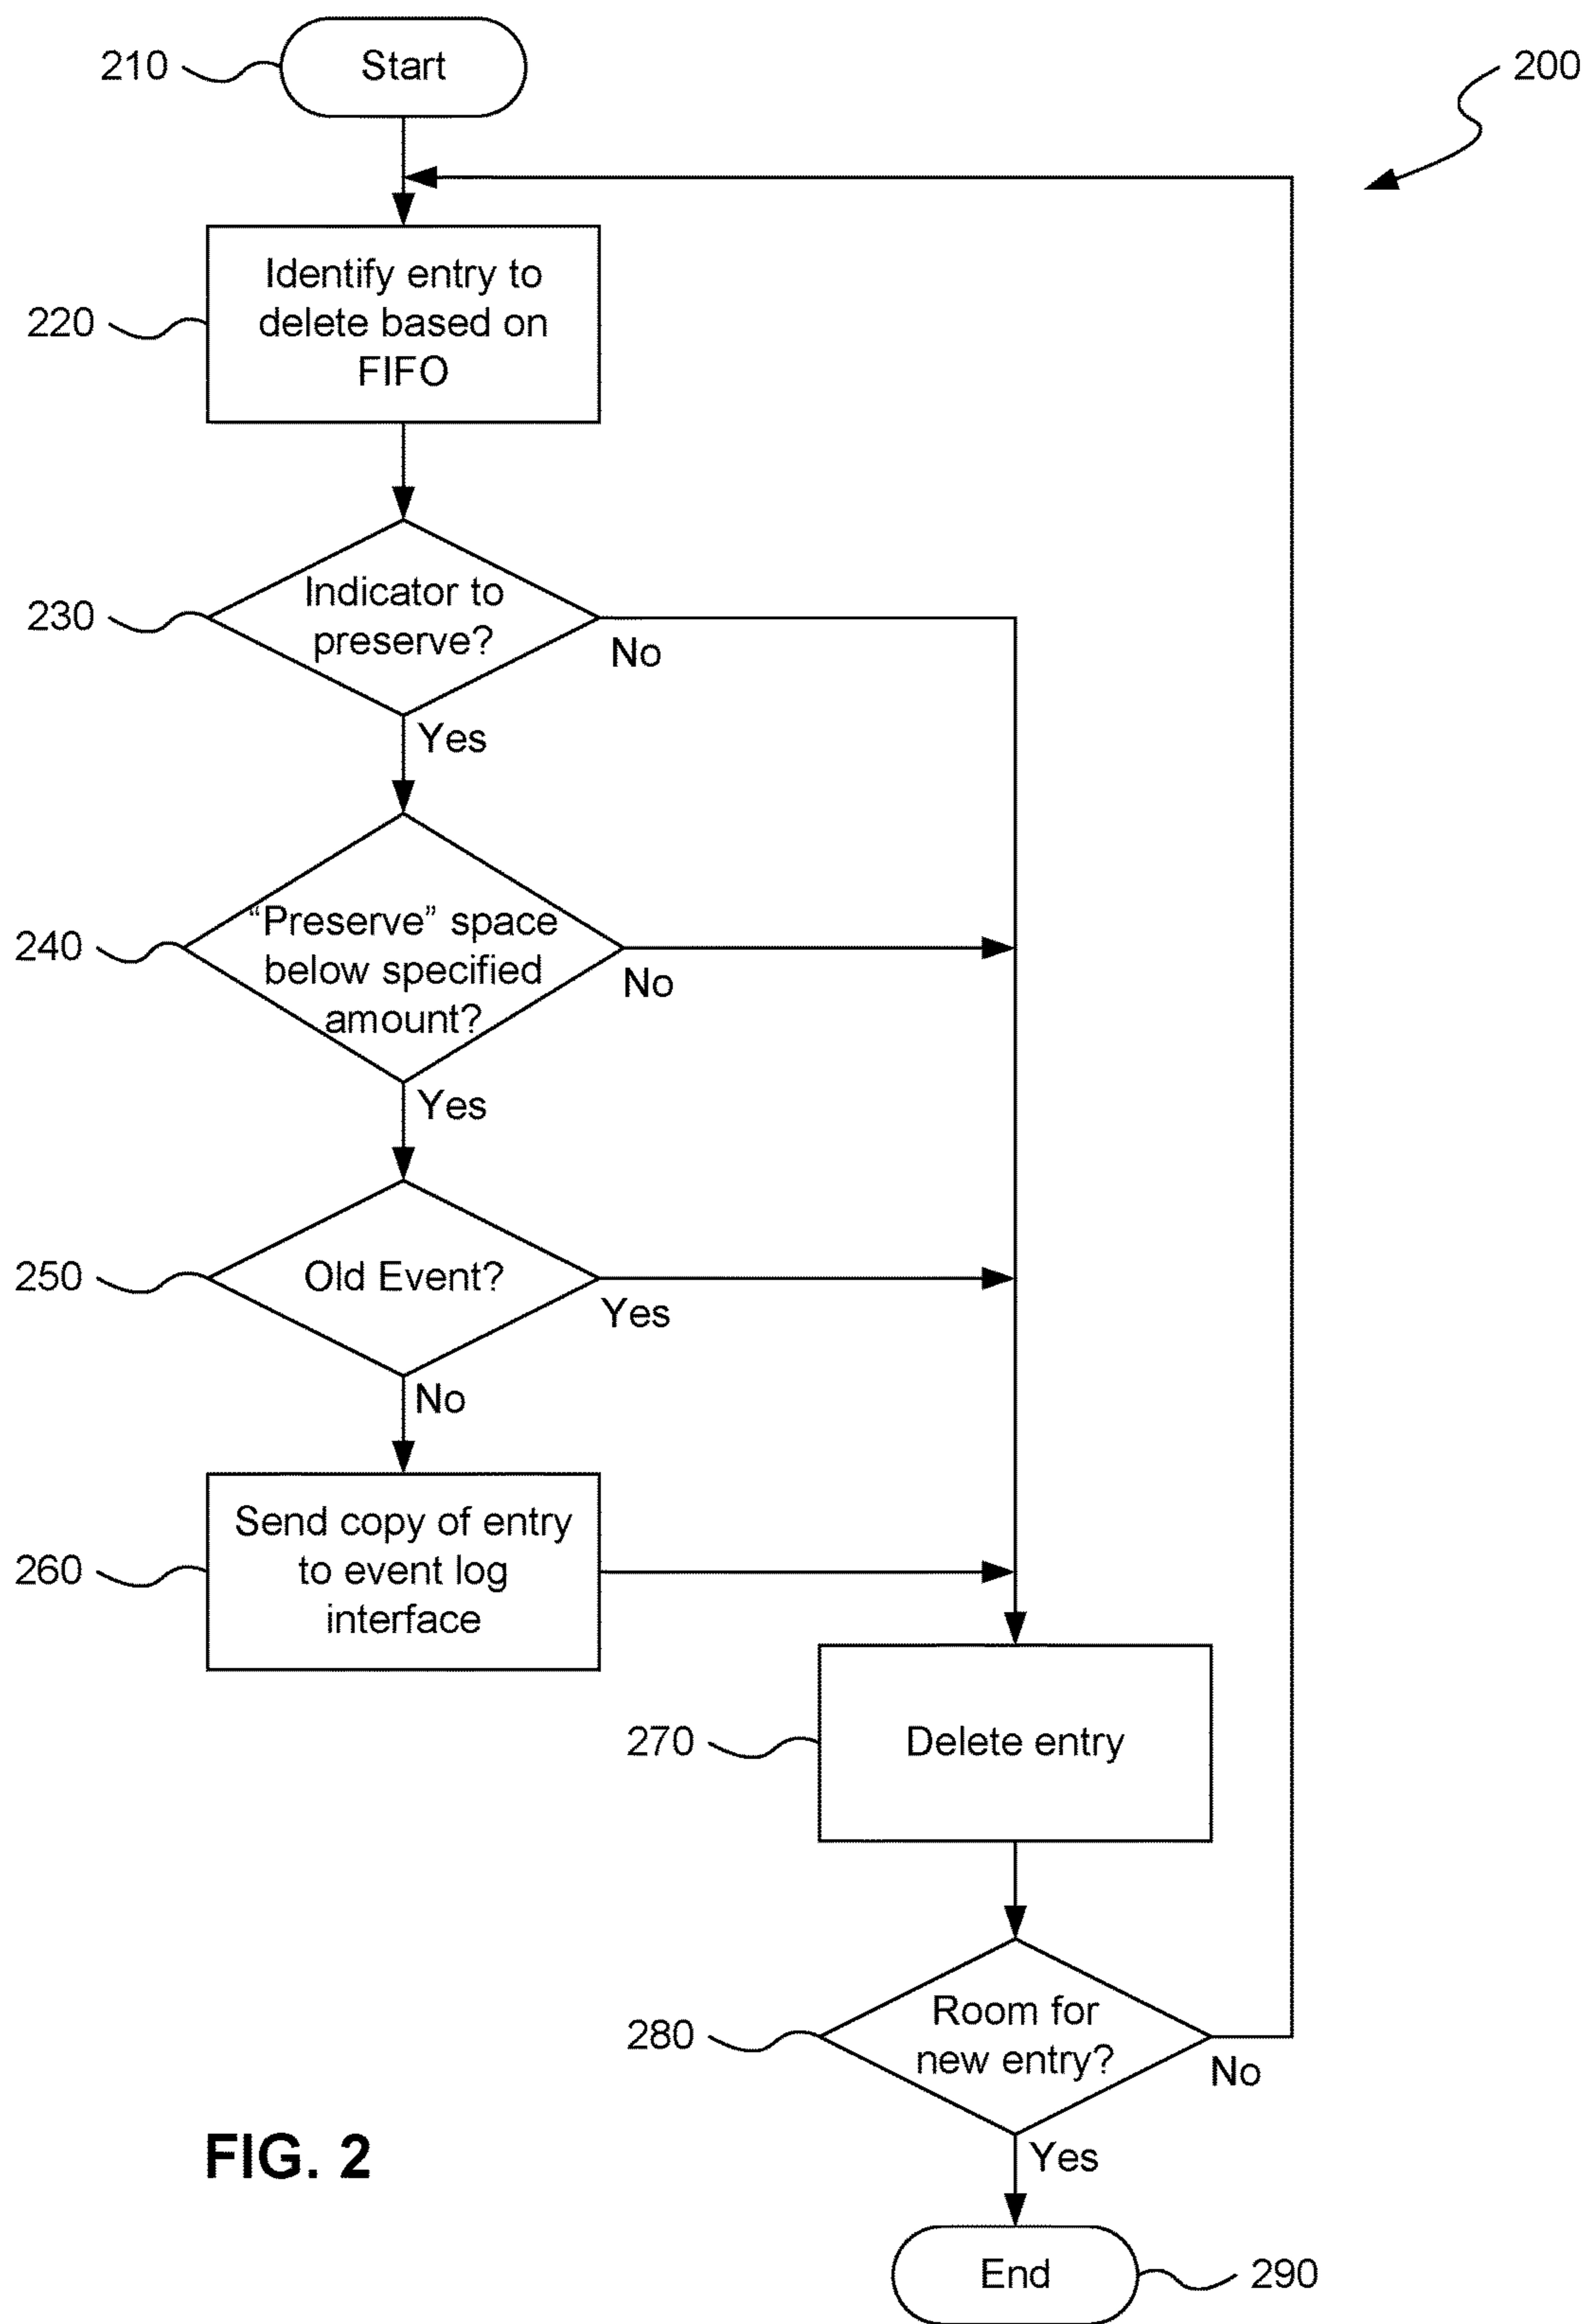 210
Start
200
220
Identify entry to
delete based on
FIFO
230
Indicator to
preserve?
No
Yes
240
“Preserve” space
below specified
amount?
No
Yes
250
Old Event?
Yes
No
260
Send copy of entry
to event log
interface
270
Delete entry
280
Room for
new entry?
No
Yes
FIG. 2
End
290